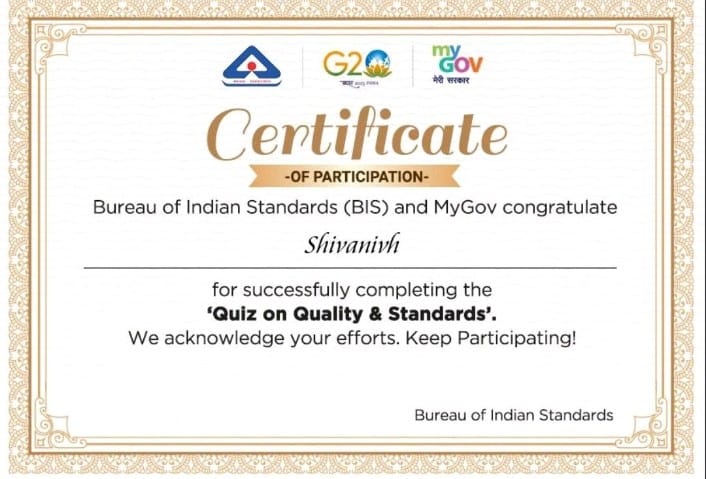 G20
my
GOV
मेरी सरकार
Certificate
-OF PARTICIPATION-
Bureau of Indian Standards (BIS) and MyGov congratulate
Shivanivh
for successfully completing the
‘Quiz on Quality & Standards’.
We acknowledge your efforts. Keep Participating!
Bureau of Indian Standards